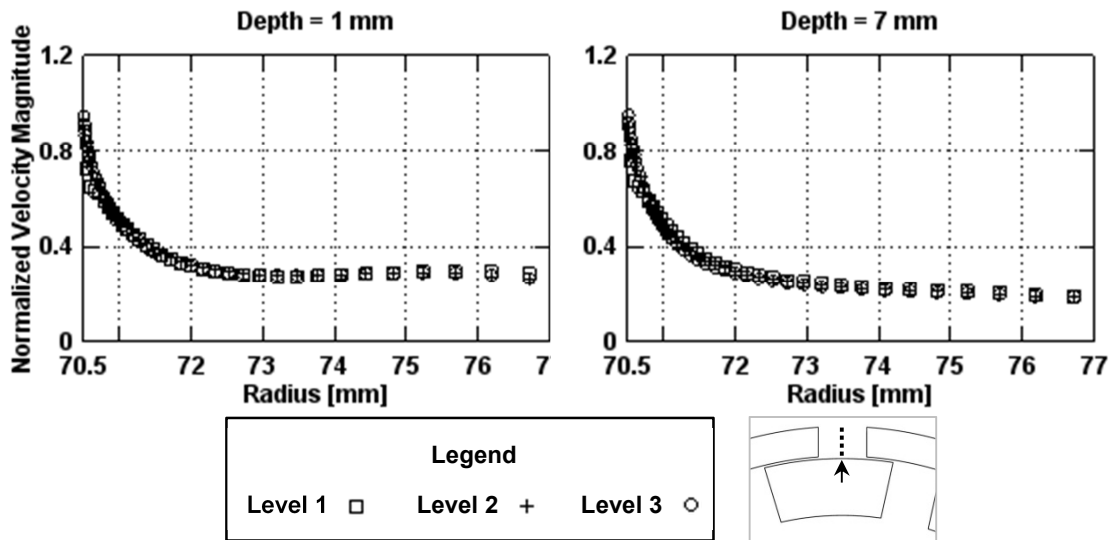 Depth = 1 mm
Normalized Velocity Magnitude
1.2
0.8
0.4
0
70.5 72 73 74 75 76 7
Radius [mm]
Depth = 7 mm
1.2
0.8
0.4
0
70.5 72 73 74 75 76 77
Radius [mm]
Legend
Level 1 Level 2 Level 3